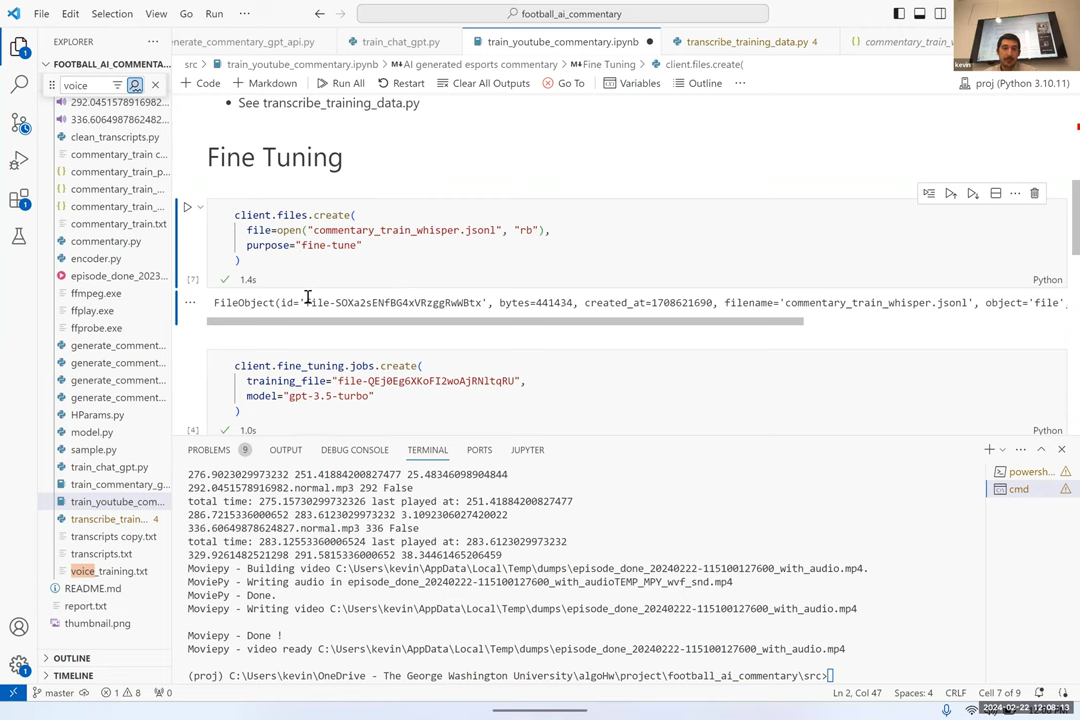 File Edit Selection View Go Run ···
football_ai_commentary
kevin
EXPLORER ···
enerate_commentary_gpt_api.py
train_chat_gpt.py
train_youtube_commentary.ipynb
transcribe_training_data.py 4
FOOTBALL_AI_COMMENTA...
src > train_youtube_commentary.ipynb > AI generated esports commentary > Fine Tuning > client.files.create(
voice
+ Code + Markdown Run All Restart Clear All Outputs Go To Variables Outline ···
proj (Python 3.10.11)
292.0451578916982...
336.6064987862482...
clean_transcripts.py
commentary_train c...
commentary_train_p...
commentary_train_...
commentary_train_...
commentary_train.txt
commentary.py
encoder.py
episode_done_2023...
ffmpeg.exe
ffplay.exe
ffprobe.exe
generate_comment...
generate_comment...
generate_comment...
generate_comment...
HParams.py
model.py
sample.py
train_chat_gpt.py
train_commentary_g...
train_youtube_com...
transcribe_train... 4
transcripts copy.txt
transcripts.txt
voice_training.txt
README.md
report.txt
thumbnail.png
OUTLINE
TIMELINE
• See transcribe_training_data.py
Fine Tuning
client.files.create(
file=open("commentary_train_whisper.jsonl", "rb"),
purpose="fine-tune"
)
[7] 1.4s Python
··· FileObject(id='file-SOXa2sENfBG4xVRzggRwWBtx', bytes=441434, created_at=1708621690, filename='commentary_train_whisper.jsonl', object='file',
client.fine_tuning.jobs.create(
training_file="file-QEj0Eg6XKoFI2woAjRNltqRU",
model="gpt-3.5-turbo"
)
[4] 1.0s Python
PROBLEMS 9 OUTPUT DEBUG CONSOLE TERMINAL PORTS JUPYTER
powersh...
cmd
276.9023029973232 251.41884200827477 25.48346098904844
292.0451578916982.normal.mp3 292 False
total time: 275.15730299732326 last played at: 251.41884200827477
286.7215336000652 283.6123029973232 3.1092306027420022
336.60649878624827.normal.mp3 336 False
total time: 283.12553360006524 last played at: 283.6123029973232
329.9261482521298 291.5815336000652 38.34461465206459
Moviepy - Building video C:\Users\kevin\AppData\Local\Temp\dumps\episode_done_20240222-115100127600_with_audio.mp4.
MoviePy - Writing audio in episode_done_20240222-115100127600_with_audioTEMP_MPY_wvf_snd.mp4
MoviePy - Done.
Moviepy - Writing video C:\Users\kevin\AppData\Local\Temp\dumps\episode_done_20240222-115100127600_with_audio.mp4
Moviepy - Done !
Moviepy - video ready C:\Users\kevin\AppData\Local\Temp\dumps\episode_done_20240222-115100127600_with_audio.mp4
(proj) C:\Users\kevin\OneDrive - The George Washington University\algoHw\project\football_ai_commentary\src>
master 1 8 0
Ln 2, Col 47 Spaces: 4 CRLF Cell 7 of 9
2024-02-22 12:08:13